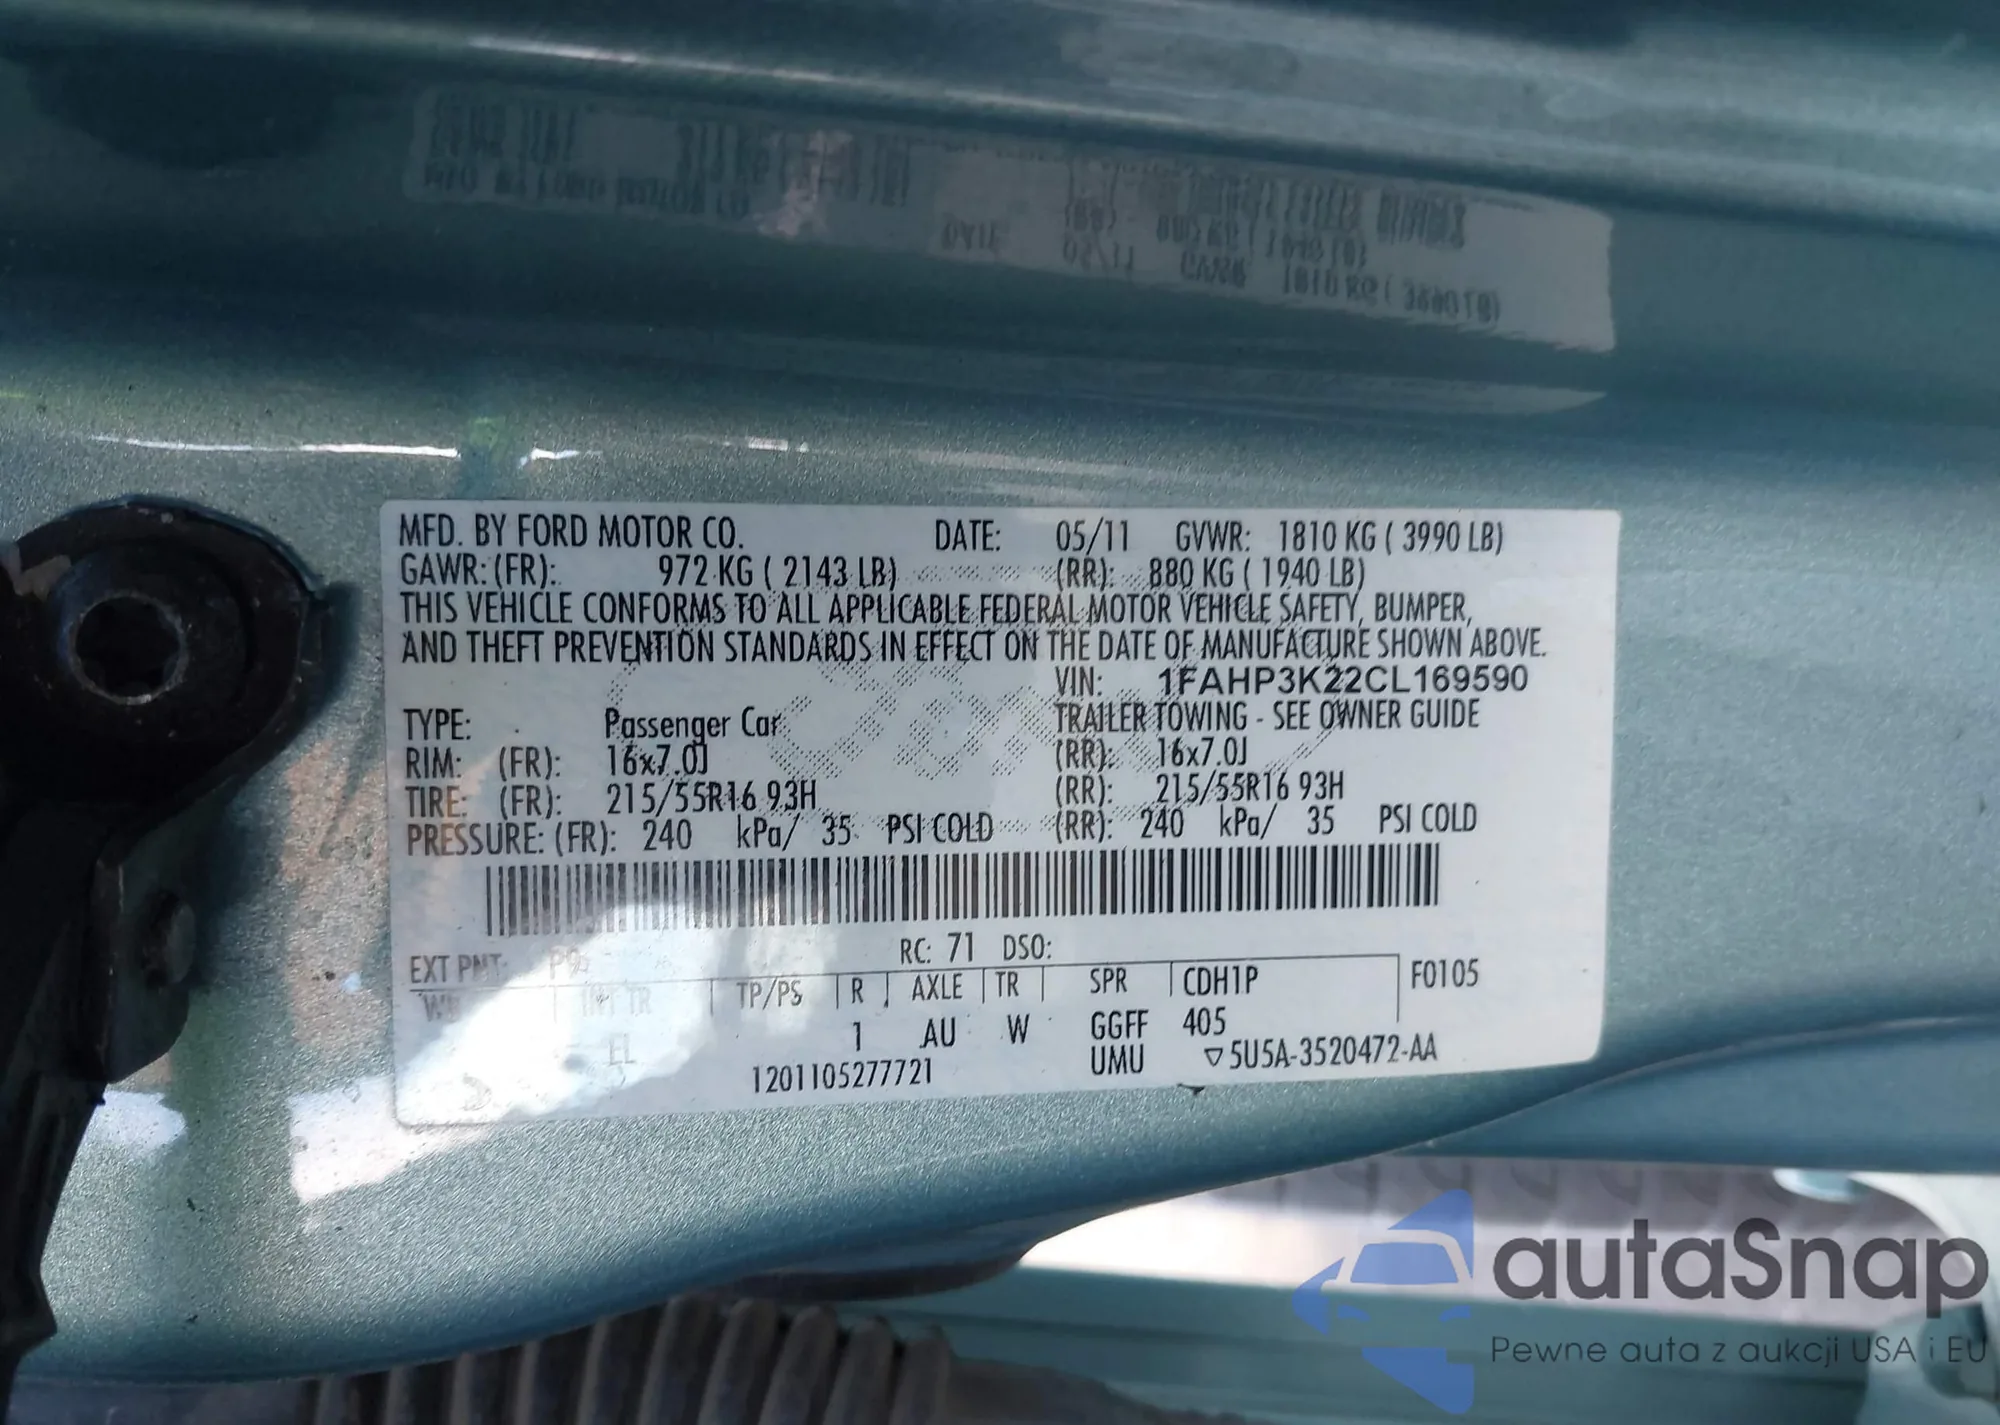 MFD. BY FORD MOTOR CO. DATE: 05/11 GVWR: 1810 KG ( 3990 LB)
GAWR: (FR): 972 KG ( 2143 LB) (RR): 880 KG ( 1940 LB)
THIS VEHICLE CONFORMS TO ALL APPLICABLE FEDERAL MOTOR VEHICLE SAFETY, BUMPER,
AND THEFT PREVENTION STANDARDS IN EFFECT ON THE DATE OF MANUFACTURE SHOWN ABOVE.
VIN: 1FAHP3K22CL169590
TYPE: Passenger Car TRAILER TOWING - SEE OWNER GUIDE
RIM: (FR): 16x7.0J (RR): 16x7.0J
TIRE: (FR): 215/55R16 93H (RR): 215/55R16 93H
PRESSURE: (FR): 240 kPa/ 35 PSI COLD (RR): 240 kPa/ 35 PSI COLD
EXT PNT: RC: 71 DSO:
INT TR TP/PS R AXLE TR SPR CDH1P F0105
EL 1 AU W GGFF 405
UMU 5U5A-3520472-AA
1201105277721
autaSnap
Pewne auta z aukcji USA i EU